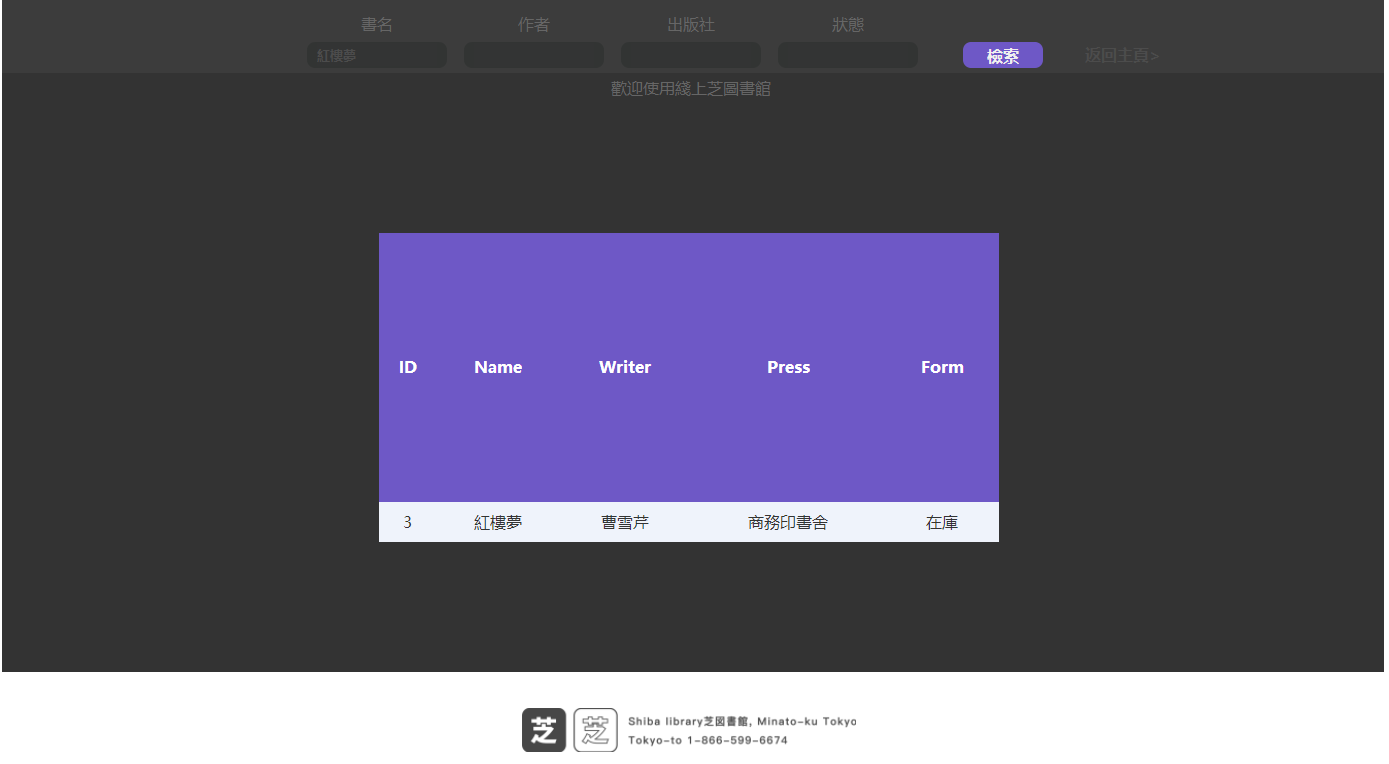 書名 作者 出版社 狀態
紅樓夢 檢索 返回主頁>
歡迎使用綫上芝圖書館
ID Name Writer Press Form
3 紅樓夢 曹雪芹 商務印書舍 在庫
芝 芝 Shiba library芝図書館, Minato-ku Tokyo
Tokyo-to 1-866-599-6674